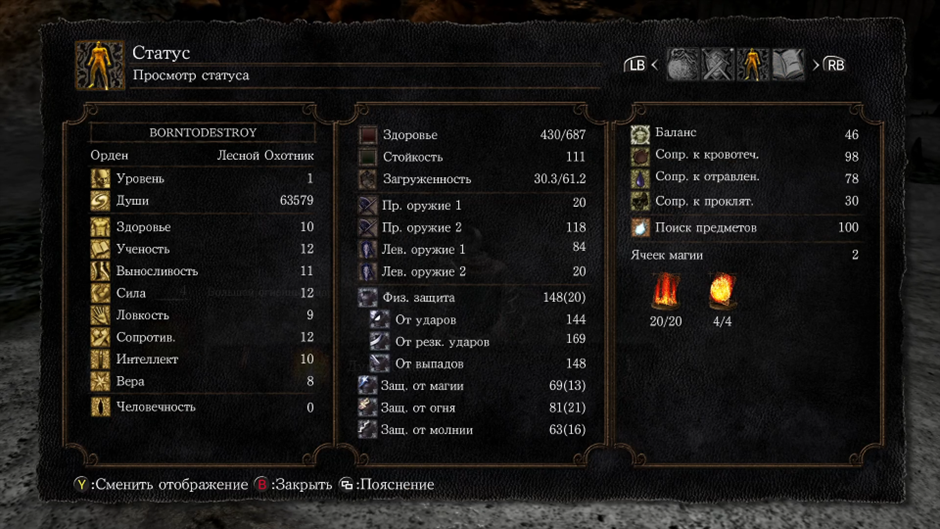 Статус
Просмотр статуса
LB < > RB
BORNTODESTROY
Орден Лесной Охотник
Уровень 1
Души 63579
Здоровье 10
Ученость 12
Выносливость 11
Сила 12
Ловкость 9
Сопротив. 12
Интеллект 10
Вера 8
Человечность 0
Здоровье 430/687
Стойкость 111
Загруженность 30.3/61.2
Пр. оружие 1 20
Пр. оружие 2 118
Лев. оружие 1 84
Лев. оружие 2 20
Физ. защита 148(20)
От ударов 144
От резк. ударов 169
От выпадов 148
Защ. от магии 69(13)
Защ. от огня 81(21)
Защ. от молнии 63(16)
Баланс 46
Сопр. к кровотеч. 98
Сопр. к отравлен. 78
Сопр. к проклят. 30
Поиск предметов 100
Ячеек магии 2
20/20 4/4
Y:Сменить отображение B:Закрыть :Пояснение